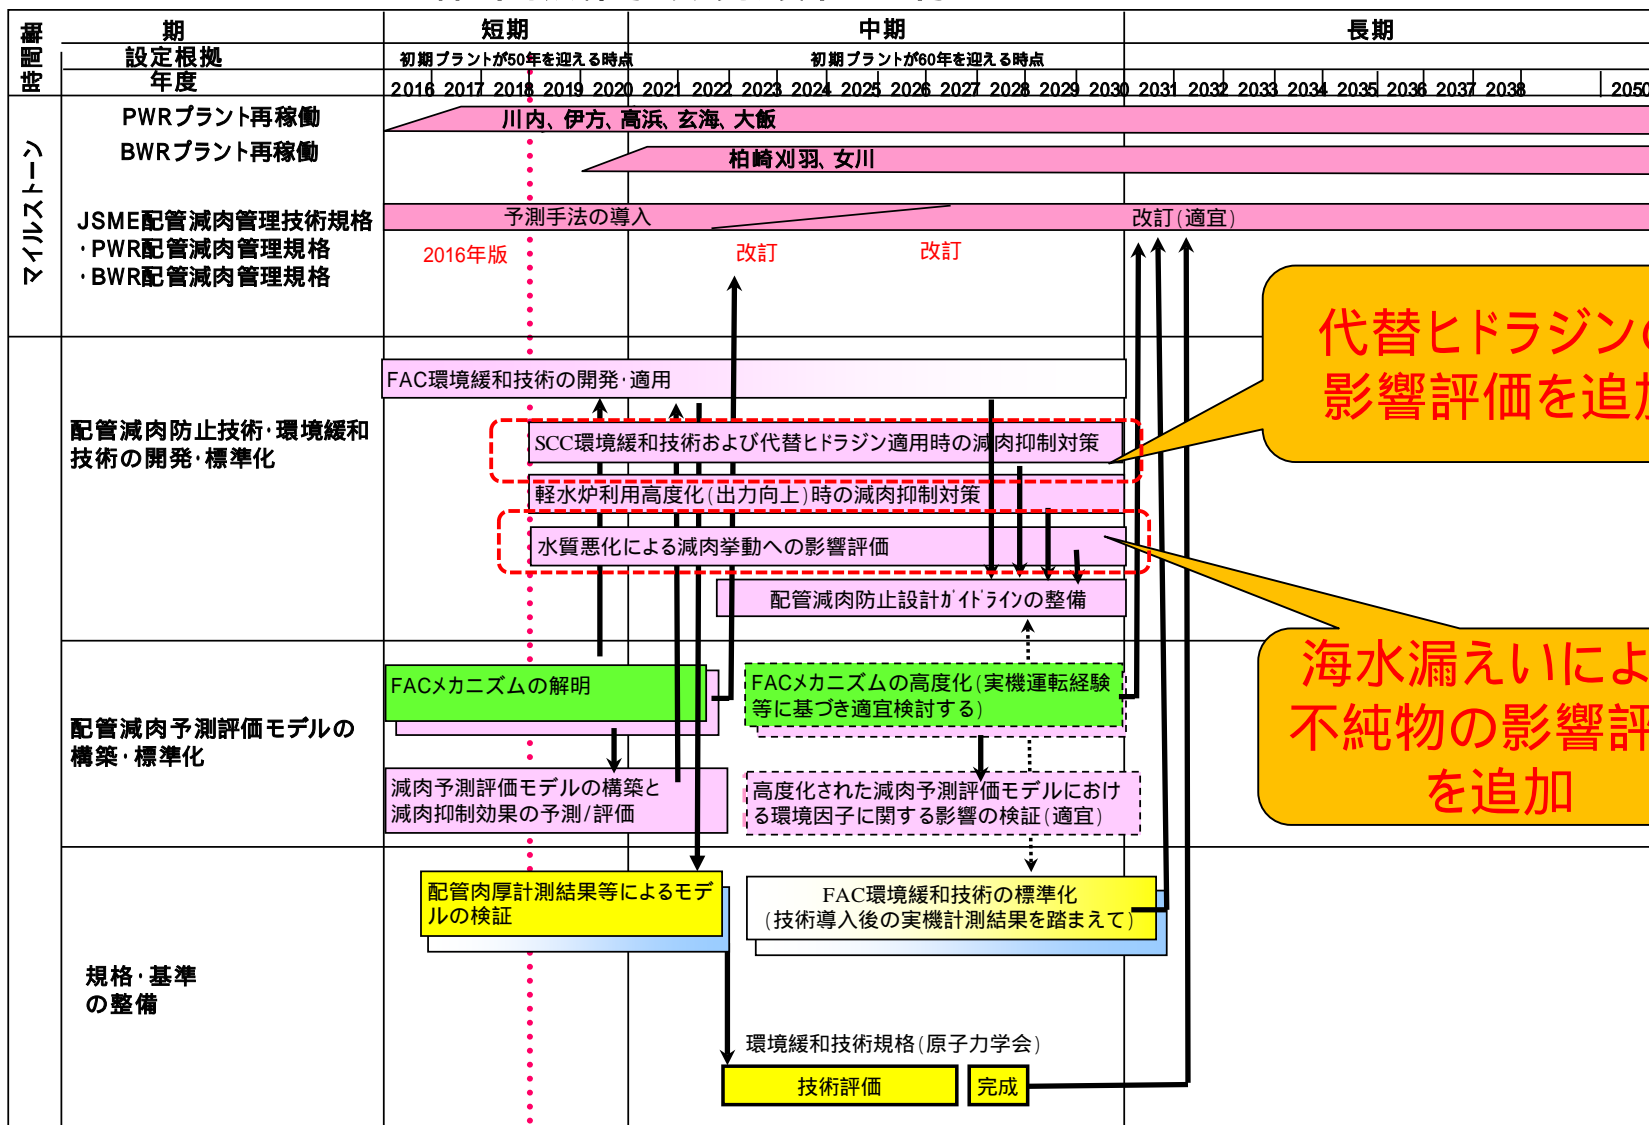 時間軸
期
短期
中期
長期
設定根拠
初期プラントが50年を迎える時点
初期プラントが60年を迎える時点
年度
2016 2017 2018 2019 2020 2021 2022 2023 2024 2025 2026 2027 2028 2029 2030 2031 2032 2033 2034 2035 2036 2037 2038 2050
マイルストーン
PWRプラント再稼働
川内、伊方、高浜、玄海、大飯
BWRプラント再稼働
柏崎刈羽、女川
JSME配管減肉管理技術規格
・PWR配管減肉管理規格
・BWR配管減肉管理規格
予測手法の導入
改訂(適宜)
2016年版
改訂
改訂
配管減肉防止技術・環境緩和
技術の開発・標準化
FAC環境緩和技術の開発・適用
SCC環境緩和技術および代替ヒドラジン適用時の減肉抑制対策
軽水炉利用高度化(出力向上)時の減肉抑制対策
水質悪化による減肉挙動への影響評価
配管減肉防止設計ガイドラインの整備
代替ヒドラジンの
影響評価を追加
配管減肉予測評価モデルの
構築・標準化
FACメカニズムの解明
FACメカニズムの高度化(実機運転経験
等に基づき適宜検討する)
減肉予測評価モデルの構築と
減肉抑制効果の予測/評価
高度化された減肉予測評価モデルにおけ
る環境因子に関する影響の検証(適宜)
海水漏えいによ
不純物の影響評
を追加
規格・基準
の整備
配管肉厚計測結果等によるモデ
ルの検証
FAC環境緩和技術の標準化
(技術導入後の実機計測結果を踏まえて)
環境緩和技術規格(原子力学会)
技術評価
完成